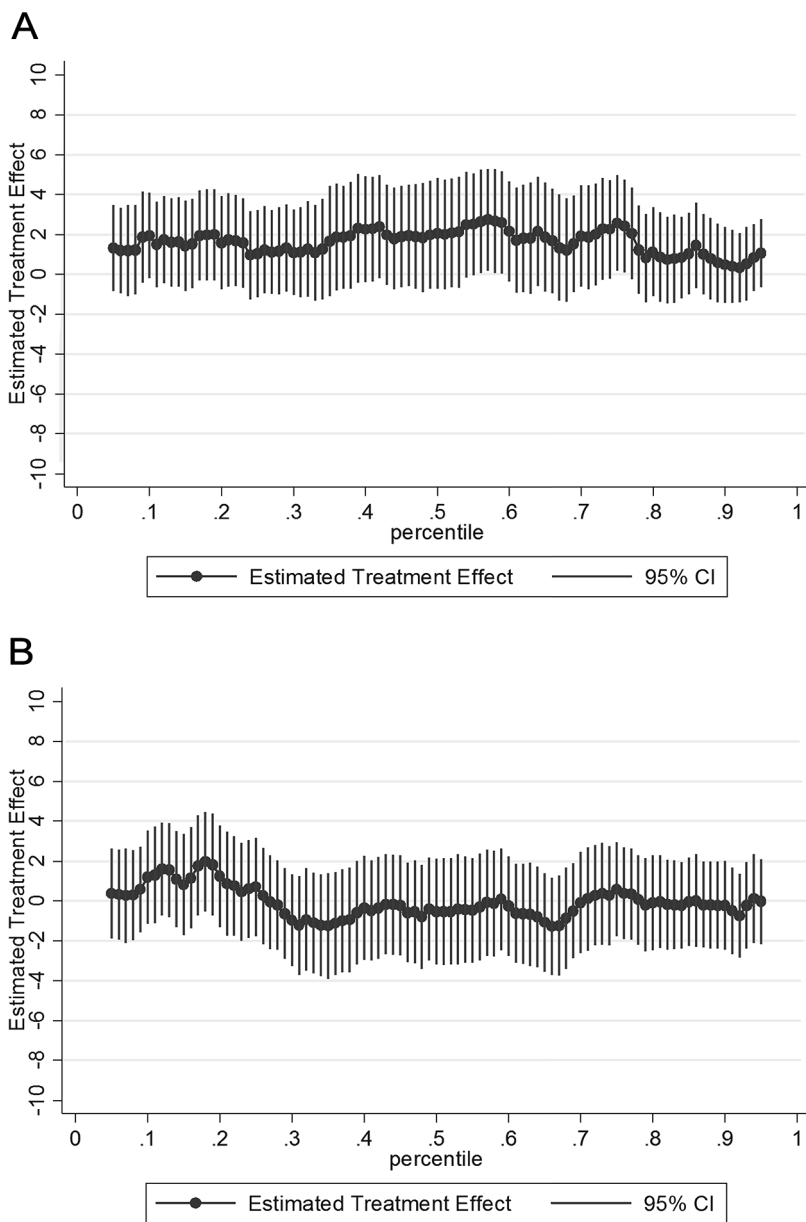 A
Estimated Treatment Effect
10
8
6
4
2
0
-2
-4
-6
-8
-10
0 .1 .2 .3 .4 .5 .6 .7 .8 .9 1
percentile
Estimated Treatment Effect 95% CI
B
Estimated Treatment Effect
10
8
6
4
2
0
-2
-4
-6
-8
-10
0 .1 .2 .3 .4 .5 .6 .7 .8 .9 1
percentile
Estimated Treatment Effect 95% CI